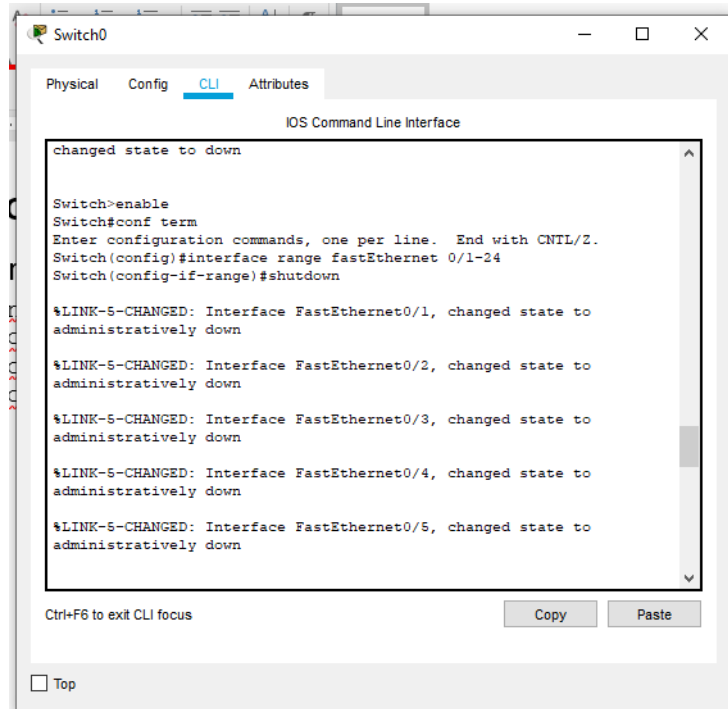 Switch0
Physical Config CLI Attributes
IOS Command Line Interface
changed state to down
Switch>enable
Switch#conf term
Enter configuration commands, one per line.  End with CNTL/Z.
Switch(config)#interface range fastEthernet 0/1-24
Switch(config-if-range)#shutdown
%LINK-5-CHANGED: Interface FastEthernet0/1, changed state to
administratively down
%LINK-5-CHANGED: Interface FastEthernet0/2, changed state to
administratively down
%LINK-5-CHANGED: Interface FastEthernet0/3, changed state to
administratively down
%LINK-5-CHANGED: Interface FastEthernet0/4, changed state to
administratively down
%LINK-5-CHANGED: Interface FastEthernet0/5, changed state to
administratively down
Ctrl+F6 to exit CLI focus
Copy Paste
Top